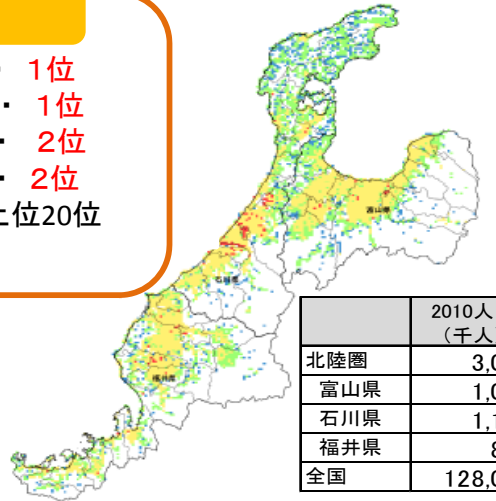 ・ 1位
・ 1位
・ 2位
・ 2位
上位20位
富山県
石川県
福井県
2010人
（千人
北陸圏 3,0
富山県 1,0
石川県 1,1
福井県 8
全国 128,0